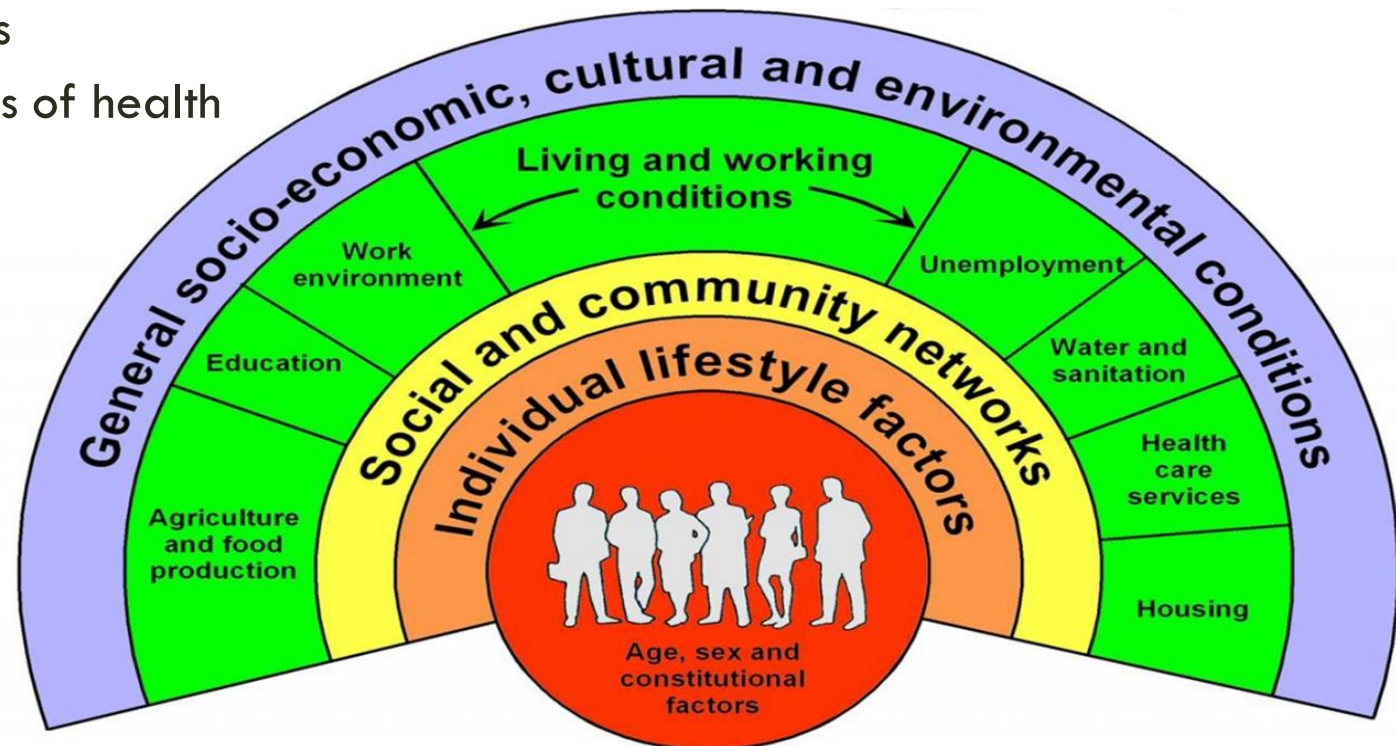 s
s of health
General socio-economic, cultural and environmental conditions
Living and working
conditions
Work
environment
Unemployment
Education
Water and
sanitation
Agriculture
and food
production
Health
care
services
Housing
Social and community networks
Individual lifestyle factors
Age, sex and
constitutional
factors